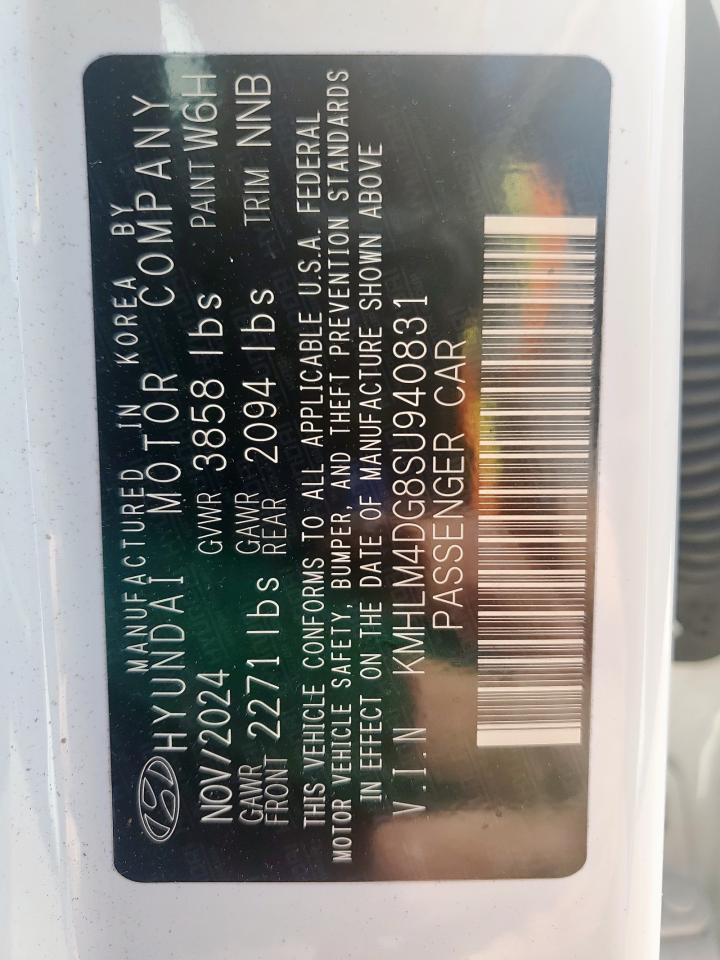 MANUFACTURED IN KOREA BY
HYUNDAI MOTOR COMPANY
NOV/2024 GVWR 3858 lbs PAINT W6H
GAWR FRONT 2271 lbs GAWR REAR 2094 lbs TRIM NNB
THIS VEHICLE CONFORMS TO ALL APPLICABLE U.S.A. FEDERAL
MOTOR VEHICLE SAFETY, BUMPER, AND THEFT PREVENTION STANDARDS
IN EFFECT ON THE DATE OF MANUFACTURE SHOWN ABOVE
V.I.N KMHLM4DG8SU940831
PASSENGER CAR